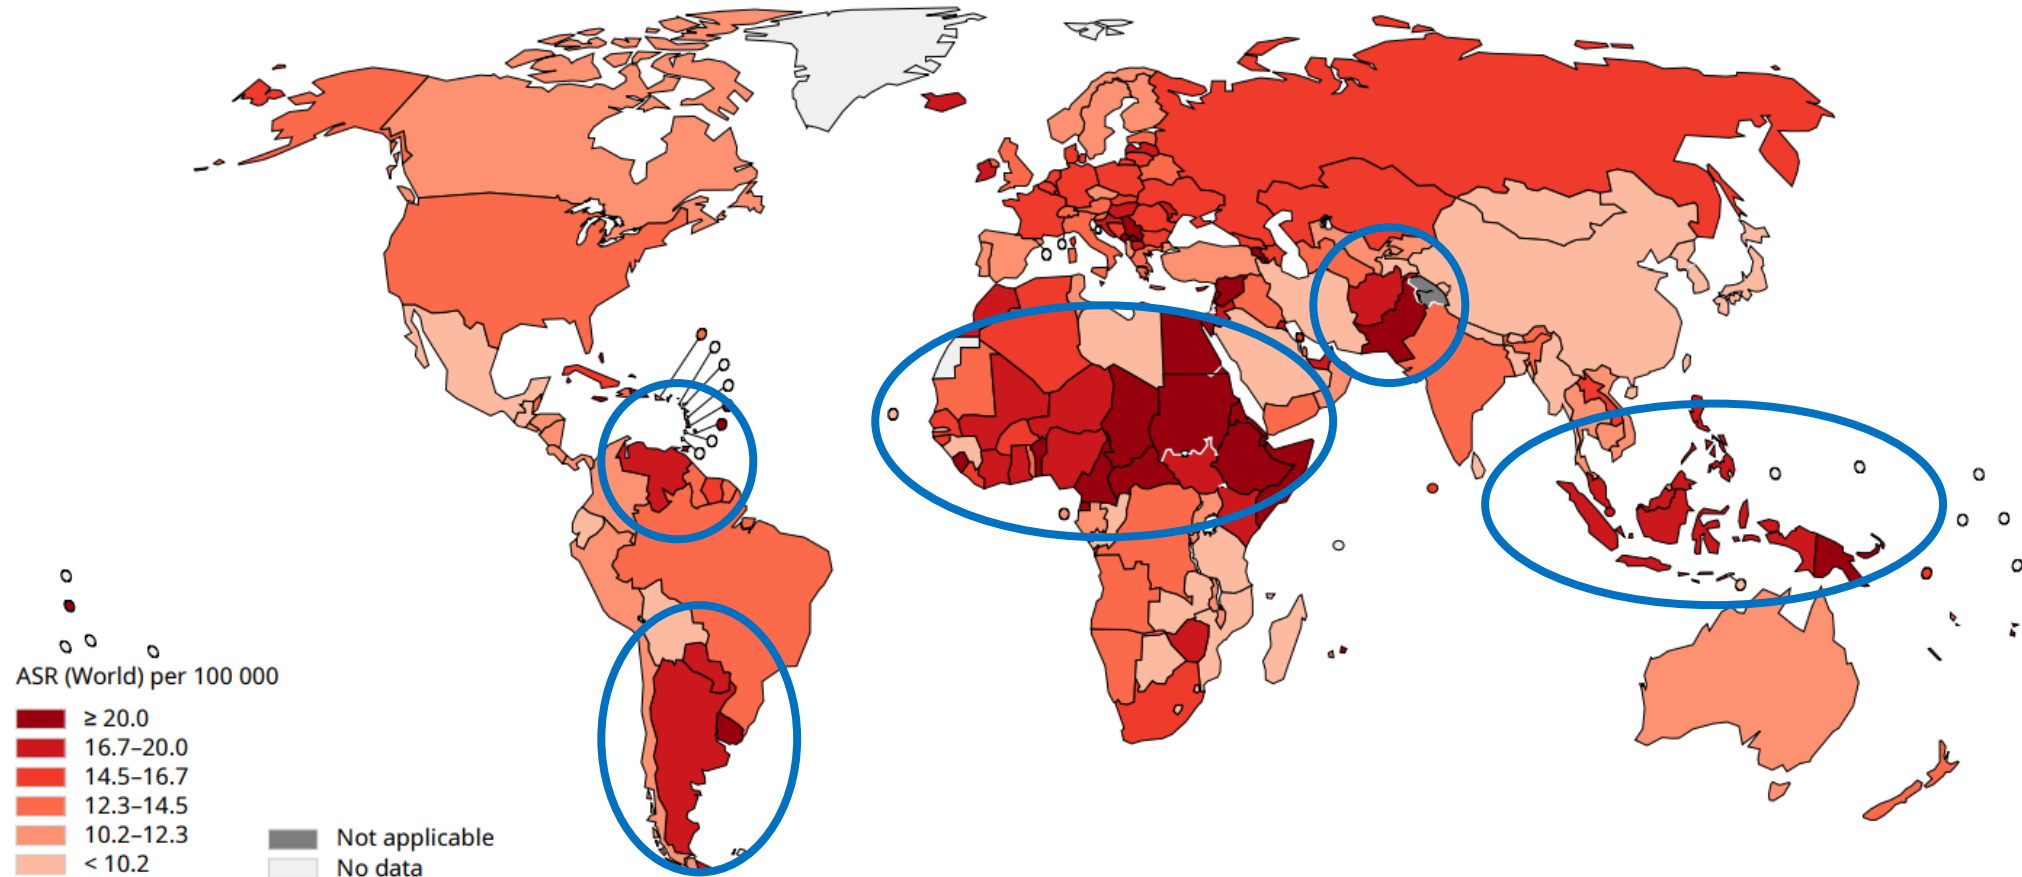 ASR (World) per 100 000
≥ 20.0
16.7–20.0
14.5–16.7
12.3–14.5
10.2–12.3
< 10.2
Not applicable
No data